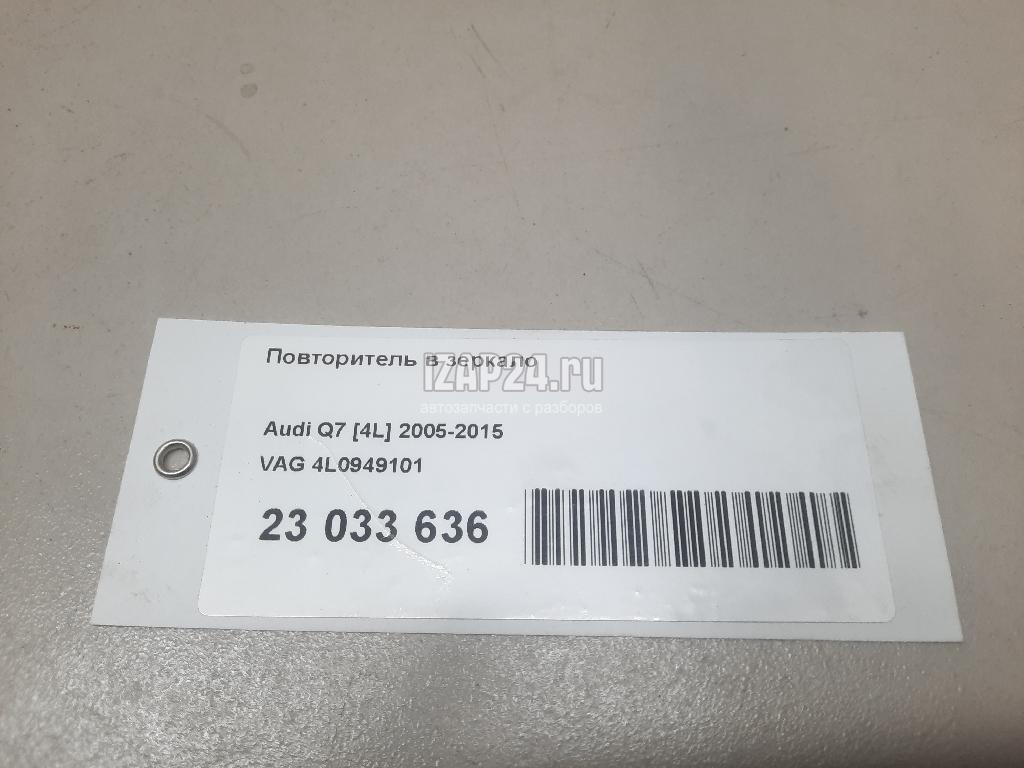 Повторитель в зеркало
IZAP24.ru
автозапчасти с разборов
Audi Q7 [4L] 2005-2015
VAG 4L0949101
23 033 636